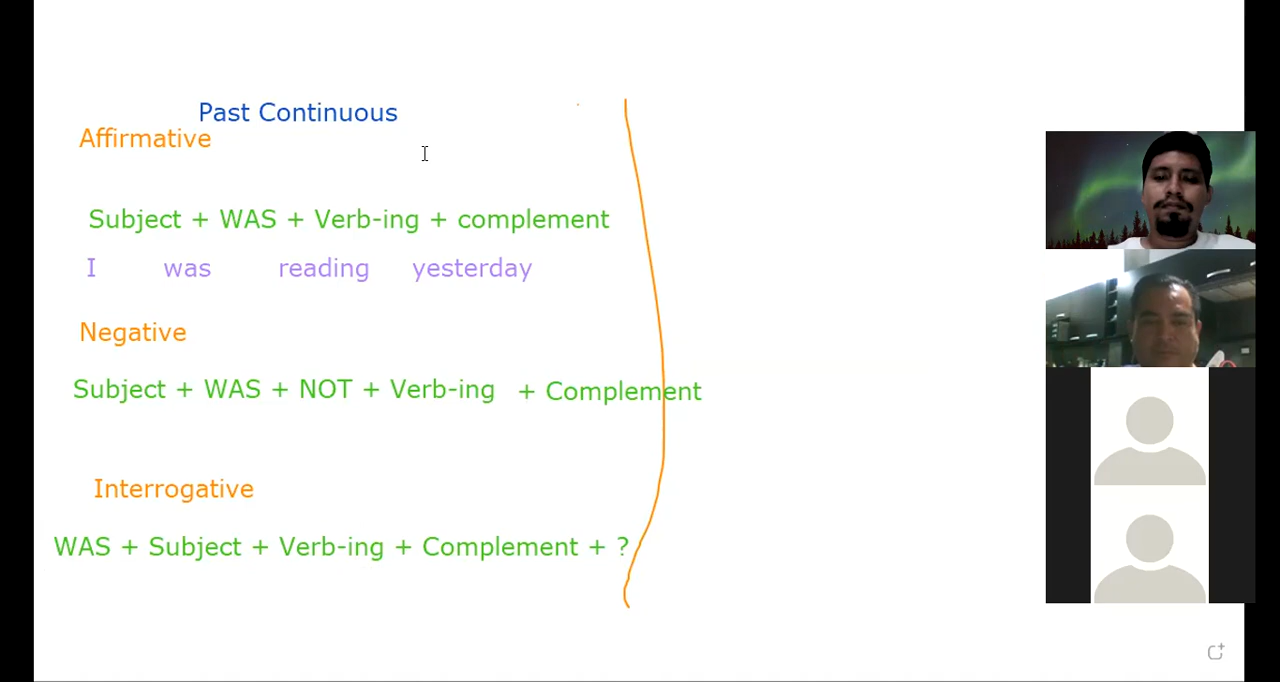 Past Continuous
Affirmative
Subject + WAS + Verb-ing + complement
I was reading yesterday
Negative
Subject + WAS + NOT + Verb-ing + Complement
Interrogative
WAS + Subject + Verb-ing + Complement + ?